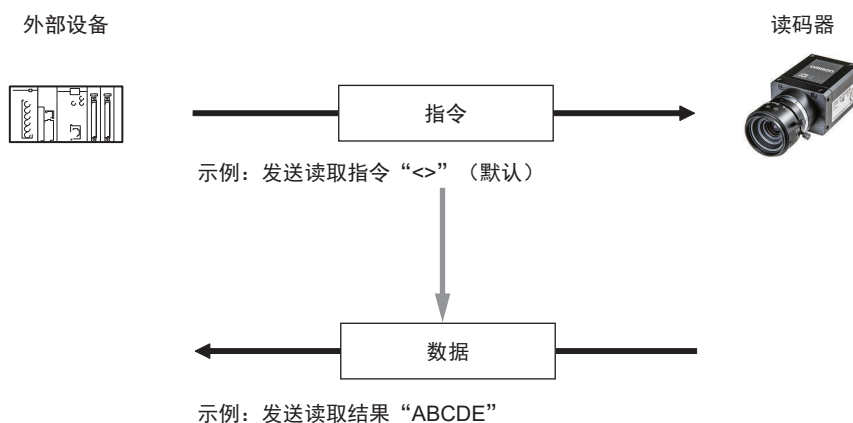 外部设备
读码器
omron
指令
示例：发送读取指令“<>”（默认）
数据
示例：发送读取结果“ABCDE”